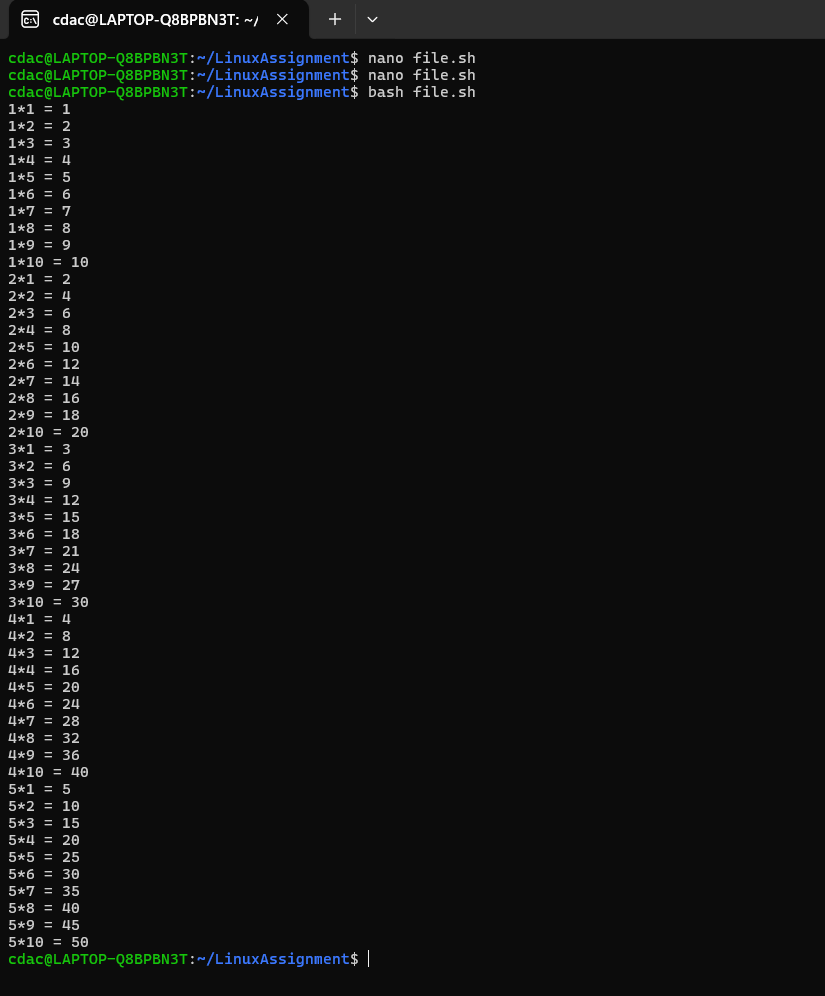 cdac@LAPTOP-Q8BPBN3T: ~/
cdac@LAPTOP-Q8BPBN3T:~/LinuxAssignment$ nano file.sh
cdac@LAPTOP-Q8BPBN3T:~/LinuxAssignment$ nano file.sh
cdac@LAPTOP-Q8BPBN3T:~/LinuxAssignment$ bash file.sh
1*1 = 1
1*2 = 2
1*3 = 3
1*4 = 4
1*5 = 5
1*6 = 6
1*7 = 7
1*8 = 8
1*9 = 9
1*10 = 10
2*1 = 2
2*2 = 4
2*3 = 6
2*4 = 8
2*5 = 10
2*6 = 12
2*7 = 14
2*8 = 16
2*9 = 18
2*10 = 20
3*1 = 3
3*2 = 6
3*3 = 9
3*4 = 12
3*5 = 15
3*6 = 18
3*7 = 21
3*8 = 24
3*9 = 27
3*10 = 30
4*1 = 4
4*2 = 8
4*3 = 12
4*4 = 16
4*5 = 20
4*6 = 24
4*7 = 28
4*8 = 32
4*9 = 36
4*10 = 40
5*1 = 5
5*2 = 10
5*3 = 15
5*4 = 20
5*5 = 25
5*6 = 30
5*7 = 35
5*8 = 40
5*9 = 45
5*10 = 50
cdac@LAPTOP-Q8BPBN3T:~/LinuxAssignment$